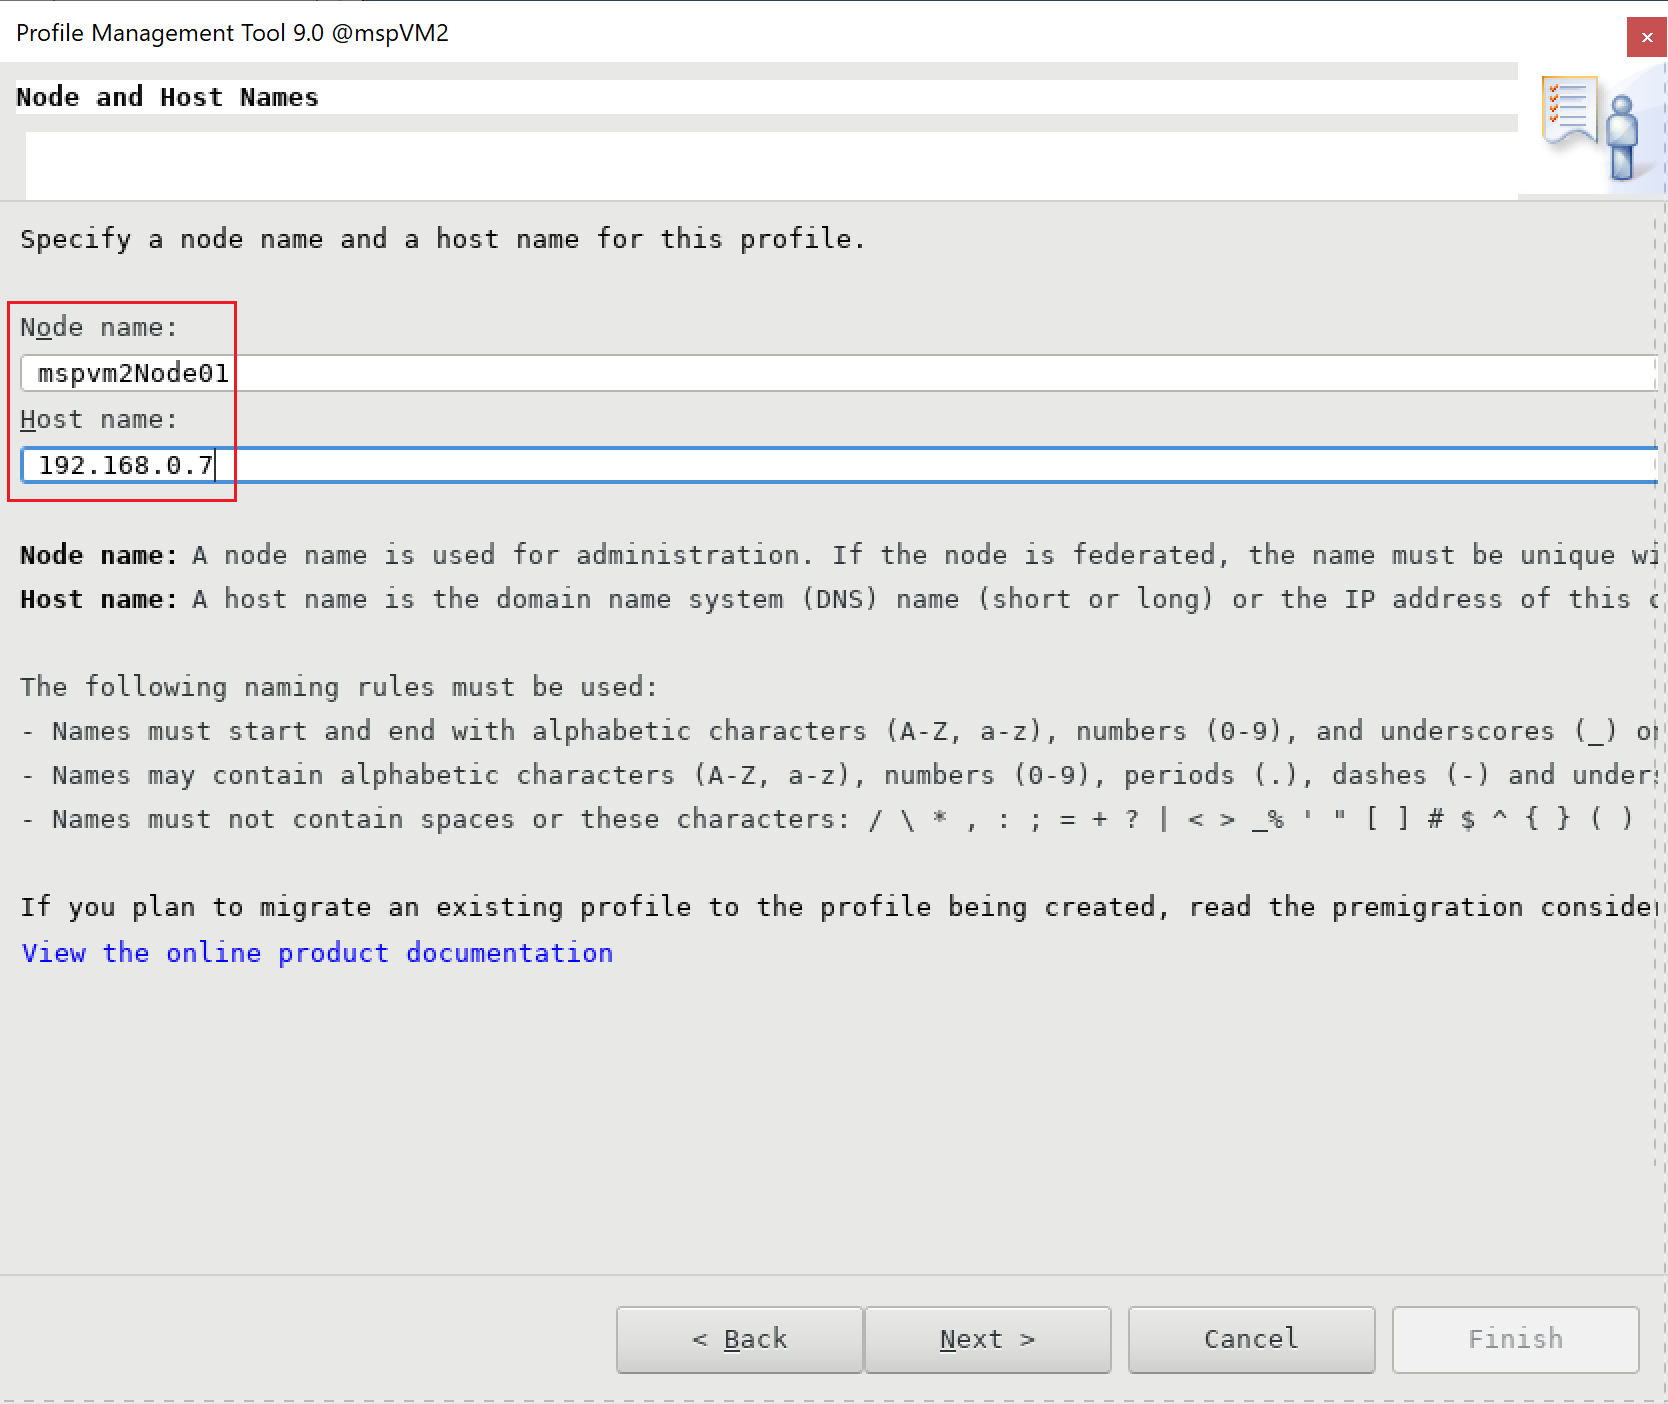 Profile Management Tool 9.0 @mspVM2
Node and Host Names
Specify a node name and a host name for this profile.
Node name:
mspvm2Node01
Host name:
192.168.0.7
Node name: A node name is used for administration. If the node is federated, the name must be unique
Host name: A host name is the domain name system (DNS) name (short or long) or the IP address of this
The following naming rules must be used:
- Names must start and end with alphabetic characters (A-Z, a-z), numbers (0-9), and underscores (_)
- Names may contain alphabetic characters (A-Z, a-z), numbers (0-9), periods (.), dashes (-) and
- Names must not contain spaces or these characters: / \ * , : ; = + ? | < > _% ' " [ ] # $ ^ { } ( )
If you plan to migrate an existing profile to the profile being created, read the premigration
View the online product documentation
< Back
Next >
Cancel
Finish